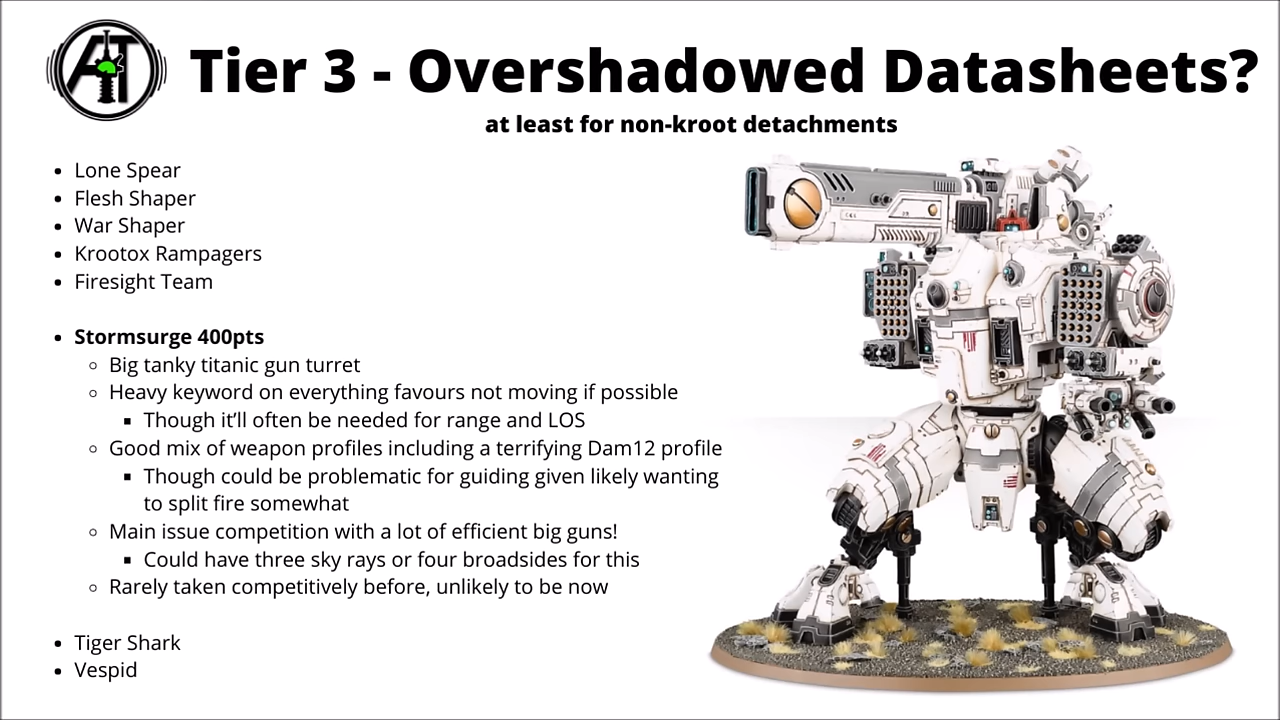 AT
Tier 3 - Overshadowed Datasheets?
at least for non-kroot detachments
• Lone Spear
• Flesh Shaper
• War Shaper
• Krootox Rampagers
• Firesight Team
• Stormsurge 400pts
◦ Big tanky titanic gun turret
◦ Heavy keyword on everything favours not moving if possible
▪ Though it'll often be needed for range and LOS
◦ Good mix of weapon profiles including a terrifying Dam12 profile
▪ Though could be problematic for guiding given likely wanting
to split fire somewhat
◦ Main issue competition with a lot of efficient big guns!
▪ Could have three sky rays or four broadsides for this
◦ Rarely taken competitively before, unlikely to be now
• Tiger Shark
• Vespid